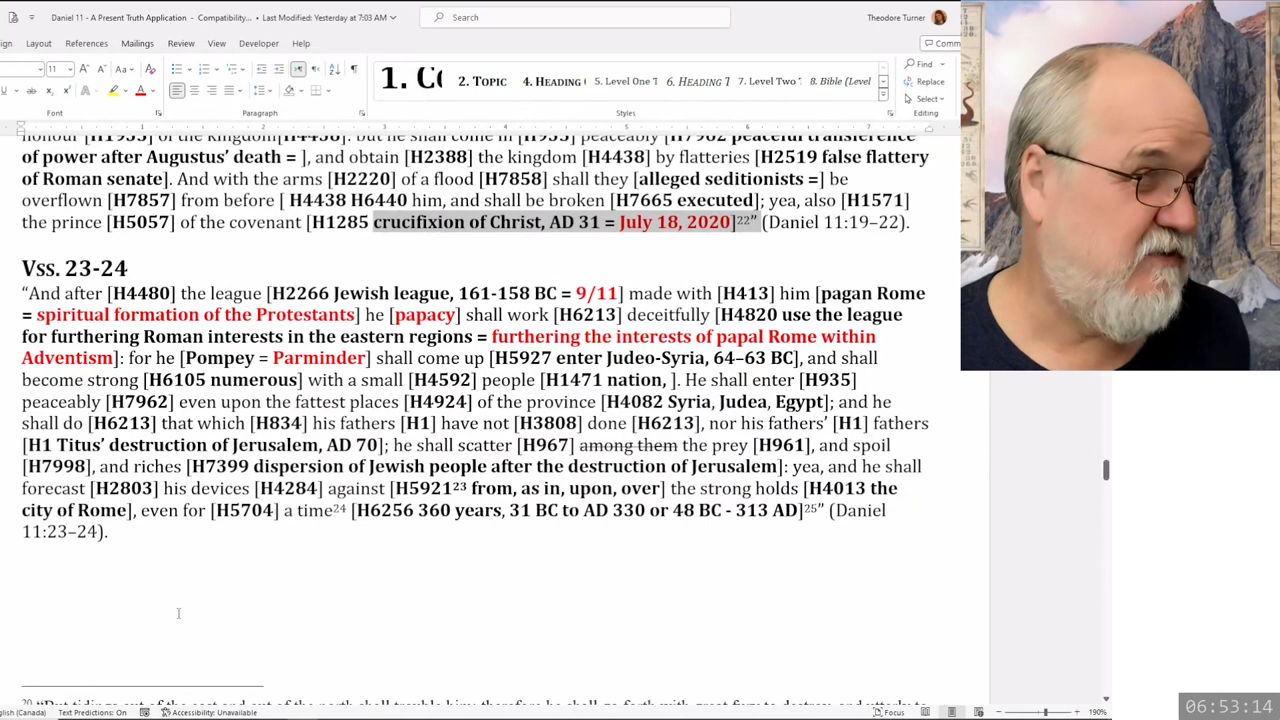 Daniel 11 - A Present Truth Application - Compatibility... • Last Modified: Yesterday at 7:03 AM
Search
Theodore Turner
Layout References Mailings Review View Developer Help
Comm
11
Aa
Find
Replace
Select
1. Co
2. TOPIC
4. HEADING
5. Level One
6. HEADING
7. Level Two
8. Bible (Level
Paragraph
Styles
Editing
of power after Augustus’ death = ], and obtain [H2388] the kingdom [H4438] by flatteries [H2519 false flattery
of Roman senate]. And with the arms [H2220] of a flood [H7858] shall they [alleged seditionists =] be
overflown [H7857] from before [ H4438 H6440 him, and shall be broken [H7665 executed]; yea, also [H1571]
the prince [H5057] of the covenant [H1285 crucifixion of Christ, AD 31 = July 18, 2020]22” (Daniel 11:19–22).
Vss. 23-24
“And after [H4480] the league [H2266 Jewish league, 161-158 BC = 9/11] made with [H413] him [pagan Rome
= spiritual formation of the Protestants] he [papacy] shall work [H6213] deceitfully [H4820 use the league
for furthering Roman interests in the eastern regions = furthering the interests of papal Rome within
Adventism]: for he [Pompey = Parminder] shall come up [H5927 enter Judeo-Syria, 64–63 BC], and shall
become strong [H6105 numerous] with a small [H4592] people [H1471 nation, ]. He shall enter [H935]
peaceably [H7962] even upon the fattest places [H4924] of the province [H4082 Syria, Judea, Egypt]; and he
shall do [H6213] that which [H834] his fathers [H1] have not [H3808] done [H6213], nor his fathers’ [H1] fathers
[H1 Titus’ destruction of Jerusalem, AD 70]; he shall scatter [H967] among them the prey [H961], and spoil
[H7998], and riches [H7399 dispersion of Jewish people after the destruction of Jerusalem]: yea, and he shall
forecast [H2803] his devices [H4284] against [H592123 from, as in, upon, over] the strong holds [H4013 the
city of Rome], even for [H5704] a time24 [H6256 360 years, 31 BC to AD 330 or 48 BC - 313 AD]25” (Daniel
11:23–24).
English (Canada) Text Predictions: On Accessibility: Unavailable
Focus
190%
06:53:14